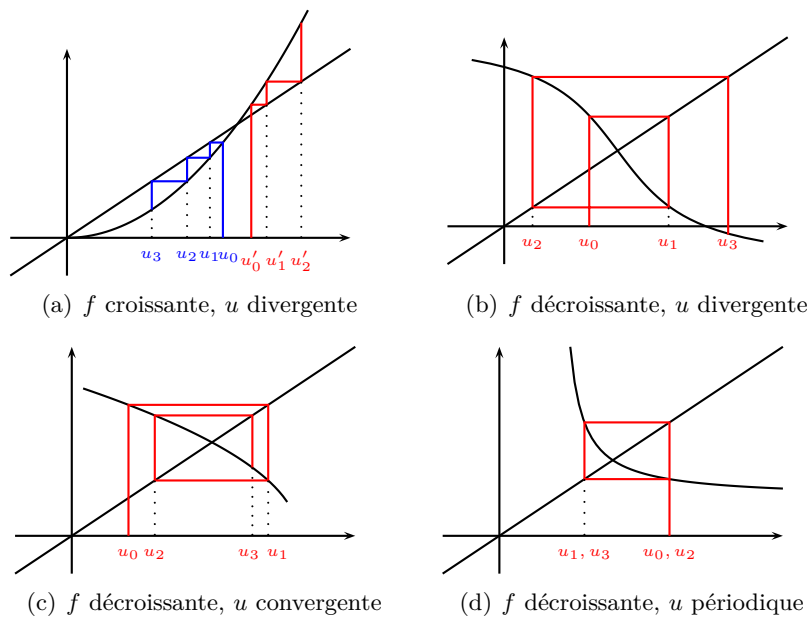 u₃ u₂ u₁ u₀ u′₀ u′₁ u′₂
(a) f croissante, u divergente
u₂ u₀ u₁ u₃
(b) f décroissante, u divergente
u₀ u₂ u₃ u₁
(c) f décroissante, u convergente
u₁, u₃ u₀, u₂
(d) f décroissante, u périodique